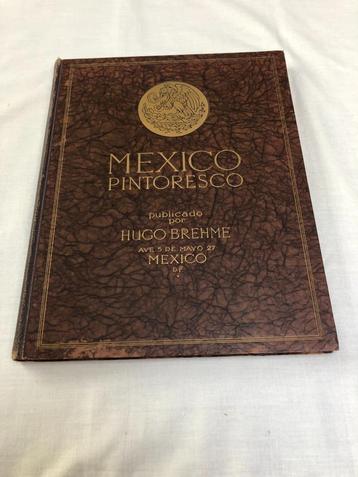 MEXICO
PINTORESCO
publicado
por
HUGO BREHME
AVE 5 DE MAYO 27
MEXICO
D.F.